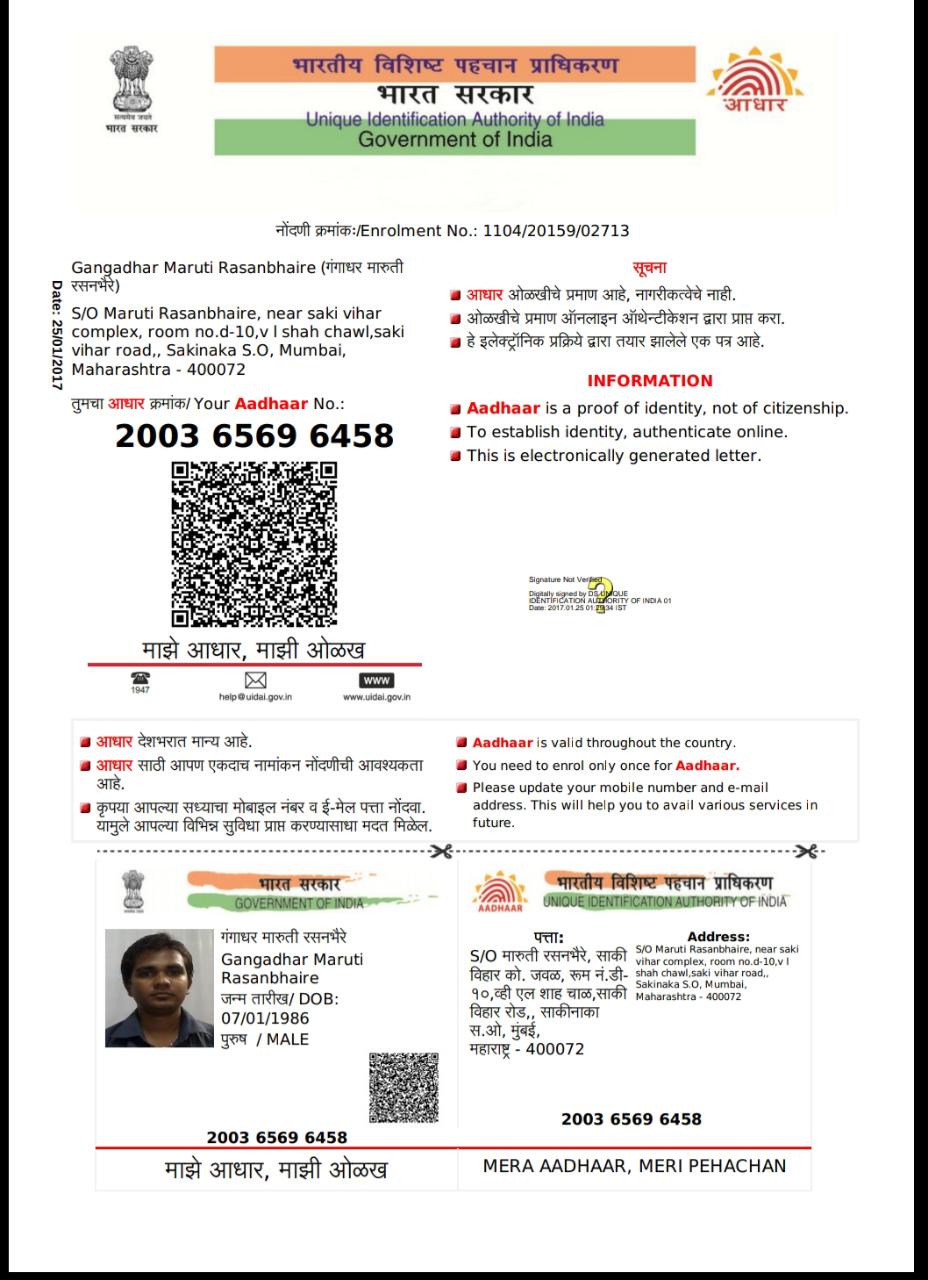 भारतीय विशिष्ट पहचान प्राधिकरण
भारत सरकार
Unique Identification Authority of India
Government of India
सत्यमेव जयते
भारत सरकार
आधार
नोंदणी क्रमांकः/Enrolment No.: 1104/20159/02713
Date: 25/01/2017
Gangadhar Maruti Rasanbhaire (गंगाधर मारुती
रसनभैरे)
S/O Maruti Rasanbhaire, near saki vihar
complex, room no.d-10,v l shah chawl,saki
vihar road,, Sakinaka S.O, Mumbai,
Maharashtra - 400072
तुमचा आधार क्रमांक/ Your Aadhaar No.:
2003 6569 6458
माझे आधार, माझी ओळख
1947
help@uidai.gov.in
www
www.uidai.gov.in
सूचना
आधार ओळखीचे प्रमाण आहे, नागरीकत्वेचे नाही.
ओळखीचे प्रमाण ऑनलाइन ऑथेन्टीकेशन द्वारा प्राप्त करा.
हे इलेक्ट्रॉनिक प्रक्रिये द्वारा तयार झालेले एक पत्र आहे.
INFORMATION
Aadhaar is a proof of identity, not of citizenship.
To establish identity, authenticate online.
This is electronically generated letter.
Signature Not Verified
Digitally signed by DS UNIQUE
IDENTIFICATION AUTHORITY OF INDIA 01
Date: 2017.01.25 01:29:34 IST
आधार देशभरात मान्य आहे.
आधार साठी आपण एकदाच नामांकन नोंदणीची आवश्यकता
आहे.
कृपया आपल्या सध्याचा मोबाइल नंबर व ई-मेल पत्ता नोंदवा.
यामुले आपल्या विभिन्न सुविधा प्राप्त करण्यासाधा मदत मिळेल.
Aadhaar is valid throughout the country.
You need to enrol only once for Aadhaar.
Please update your mobile number and e-mail
address. This will help you to avail various services in
future.
भारत सरकार
GOVERNMENT OF INDIA
गंगाधर मारुती रसनभैरे
Gangadhar Maruti
Rasanbhaire
जन्म तारीख/ DOB:
07/01/1986
पुरुष / MALE
2003 6569 6458
माझे आधार, माझी ओळख
AADHAAR
भारतीय विशिष्ट पहचान प्राधिकरण
UNIQUE IDENTIFICATION AUTHORITY OF INDIA
पत्ता:
S/O मारुती रसनभैरे, साकी
विहार को. जवळ, रूम नं.डी-
१०,व्ही एल शाह चाळ,साकी
विहार रोड,, साकीनाका
स.ओ, मुंबई,
महाराष्ट्र - 400072
Address:
S/O Maruti Rasanbhaire, near saki
vihar complex, room no.d-10,v l
shah chawl,saki vihar road,,
Sakinaka S.O, Mumbai,
Maharashtra - 400072
2003 6569 6458
MERA AADHAAR, MERI PEHACHAN